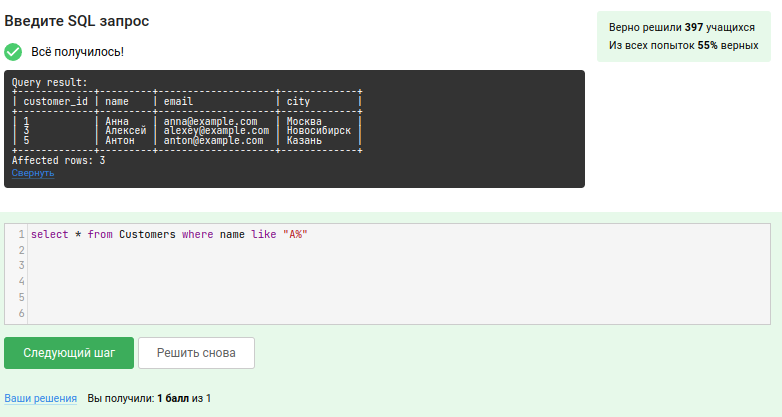 Введите SQL запрос
Верно решили 397 учащихся
Из всех попыток 55% верных
Всё получилось!
Query result:
+-------------+---------+--------------------+-------------+
| customer_id | name    | email              | city        |
+-------------+---------+--------------------+-------------+
| 1           | Анна    | anna@example.com   | Москва      |
| 3           | Алексей | alexey@example.com | Новосибирск |
| 5           | Антон   | anton@example.com  | Казань      |
+-------------+---------+--------------------+-------------+
Affected rows: 3
Свернуть
1 select * from Customers where name like "А%"
2
3
4
5
6
Следующий шаг
Решить снова
Ваши решения Вы получили: 1 балл из 1